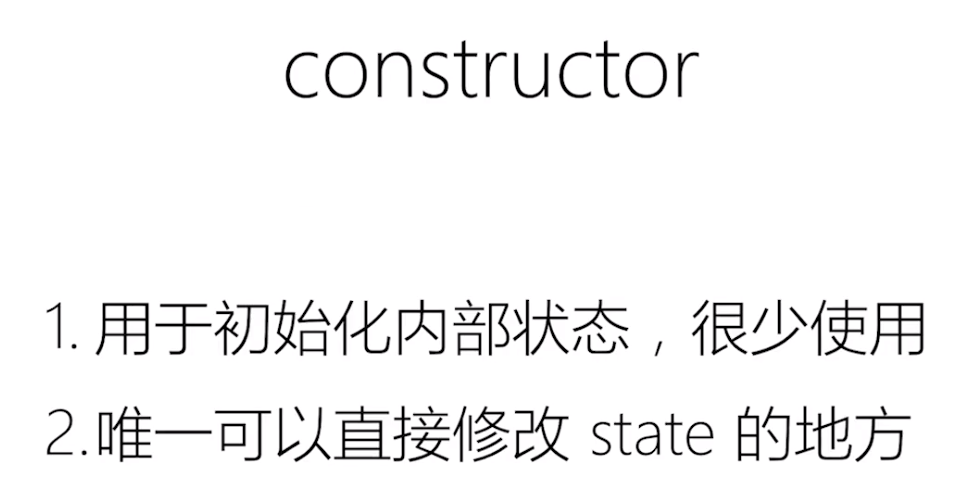 constructor
1. 用于初始化内部状态，很少使用
2.唯一可以直接修改 state 的地方